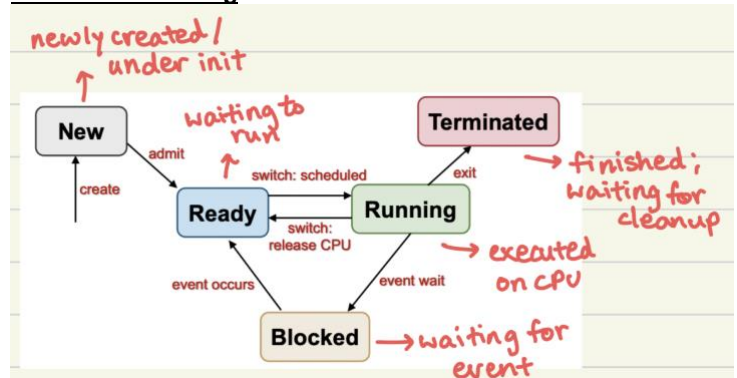 newly created /
under init
New
admit
create
waiting to
run
Ready
switch: scheduled
switch:
release CPU
Running
exit
Terminated
finished;
waiting for
cleanup
executed
on CPU
event occurs
event wait
Blocked
waiting for
event